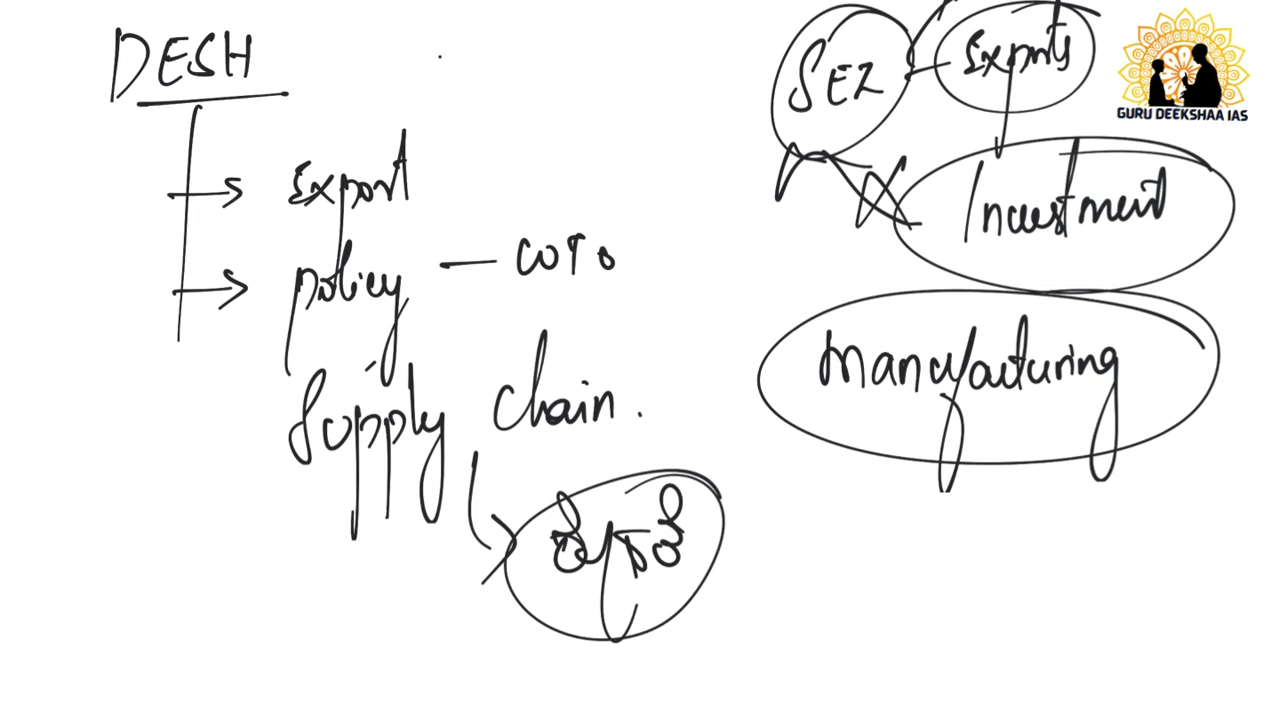 DESH
export
policy — WTO
Supply chain.
SEZ — Exports
Investment
Manufacturing
GURU DEEKSHAA IAS